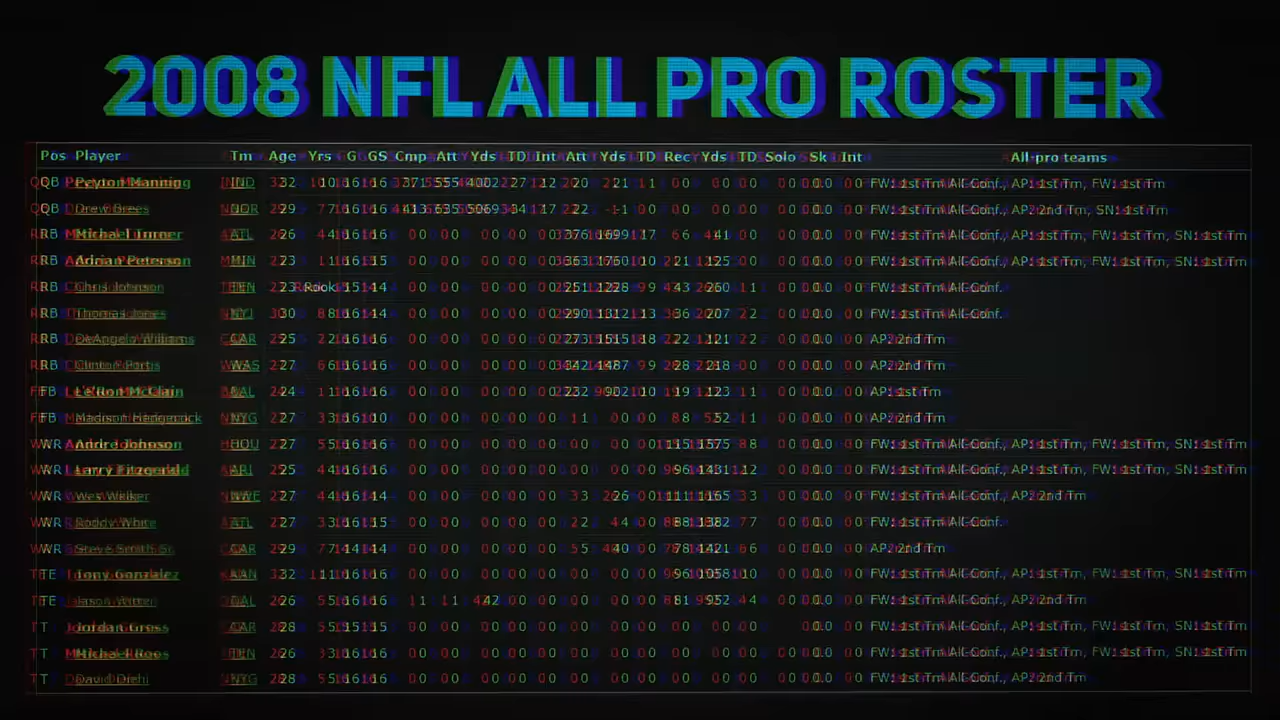 2008 NFL ALL PRO ROSTER
Pos Player Tm Age Yrs G GS Cmp Att Yds TD Int Att Yds TD Rec Yds TD Solo Sk Int All-pro teams
QB Peyton Manning IND 32 10 16 16 371 555 4002 27 12 20 21 1 0 0 0 0 0.0 0 FW: 1st Tm All-Conf., AP: 1st Tm, FW: 1st Tm
QB Drew Brees NOR 29 7 16 16 413 635 5069 34 17 22 -1 0 0 0 0 0 0.0 0 FW: 1st Tm All-Conf., AP: 2nd Tm, SN: 1st Tm
RB Michael Turner ATL 26 4 16 16 0 0 0 0 0 376 1699 17 6 41 0 0 0.0 0 FW: 1st Tm All-Conf., AP: 1st Tm, FW: 1st Tm, SN: 1st Tm
RB Adrian Peterson MIN 23 1 16 15 0 0 0 0 0 363 1760 10 21 125 0 0 0.0 0 FW: 1st Tm All-Conf., AP: 1st Tm, FW: 1st Tm, SN: 1st Tm
RB Chris Johnson TEN 23 Rook 15 14 0 0 0 0 0 251 1228 9 43 260 1 0 0.0 0 FW: 1st Tm All-Conf.
RB Thomas Jones NYJ 30 8 16 14 0 0 0 0 0 290 1312 13 36 207 2 0 0.0 0 FW: 1st Tm All-Conf.
RB DeAngelo Williams CAR 25 2 16 16 0 0 0 0 0 273 1515 18 22 121 2 0 0.0 0 AP: 2nd Tm
RB Clinton Portis WAS 27 6 16 16 0 0 0 0 0 342 1487 9 28 218 0 0 0.0 0 AP: 2nd Tm
FB Le'Ron McClain BAL 24 1 16 16 0 0 0 0 0 232 902 10 19 123 1 0 0.0 0 AP: 1st Tm
FB Madison Hedgecock NYG 27 3 16 10 0 0 0 0 0 1 0 0 8 52 1 0 0.0 0 AP: 2nd Tm
WR Andre Johnson HOU 27 5 16 16 0 0 0 0 0 0 0 0 115 1575 8 0 0.0 0 FW: 1st Tm All-Conf., AP: 1st Tm, FW: 1st Tm, SN: 1st Tm
WR Larry Fitzgerald ARI 25 4 16 16 0 0 0 0 0 0 0 0 96 1431 12 0 0.0 0 FW: 1st Tm All-Conf., AP: 1st Tm, FW: 1st Tm, SN: 1st Tm
WR Wes Welker NWE 27 4 16 14 0 0 0 0 0 3 26 0 111 1165 3 0 0.0 0 FW: 1st Tm All-Conf., AP: 2nd Tm
WR Roddy White ATL 27 3 16 15 0 0 0 0 0 2 4 0 88 1382 7 0 0.0 0 FW: 1st Tm All-Conf.
WR Steve Smith Sr. CAR 29 7 14 14 0 0 0 0 0 5 40 0 78 1421 6 0 0.0 0 AP: 2nd Tm
TE Tony Gonzalez KAN 32 11 16 16 0 0 0 0 0 0 0 0 96 1058 10 0 0.0 0 FW: 1st Tm All-Conf., AP: 1st Tm, FW: 1st Tm, SN: 1st Tm
TE Jason Witten DAL 26 5 16 16 1 1 42 0 0 0 0 0 81 952 4 0 0.0 0 FW: 1st Tm All-Conf., AP: 2nd Tm
T Jordan Gross CAR 28 5 15 15 0 0 0 0 0 0 0 0 0 0 0 0 0.0 0 FW: 1st Tm All-Conf., AP: 1st Tm, FW: 1st Tm, SN: 1st Tm
T Michael Roos TEN 26 3 16 16 0 0 0 0 0 0 0 0 0 0 0 0 0.0 0 FW: 1st Tm All-Conf., AP: 1st Tm, FW: 1st Tm, SN: 1st Tm
T David Diehl NYG 28 5 16 16 0 0 0 0 0 0 0 0 0 0 0 0 0.0 0 FW: 1st Tm All-Conf., AP: 2nd Tm